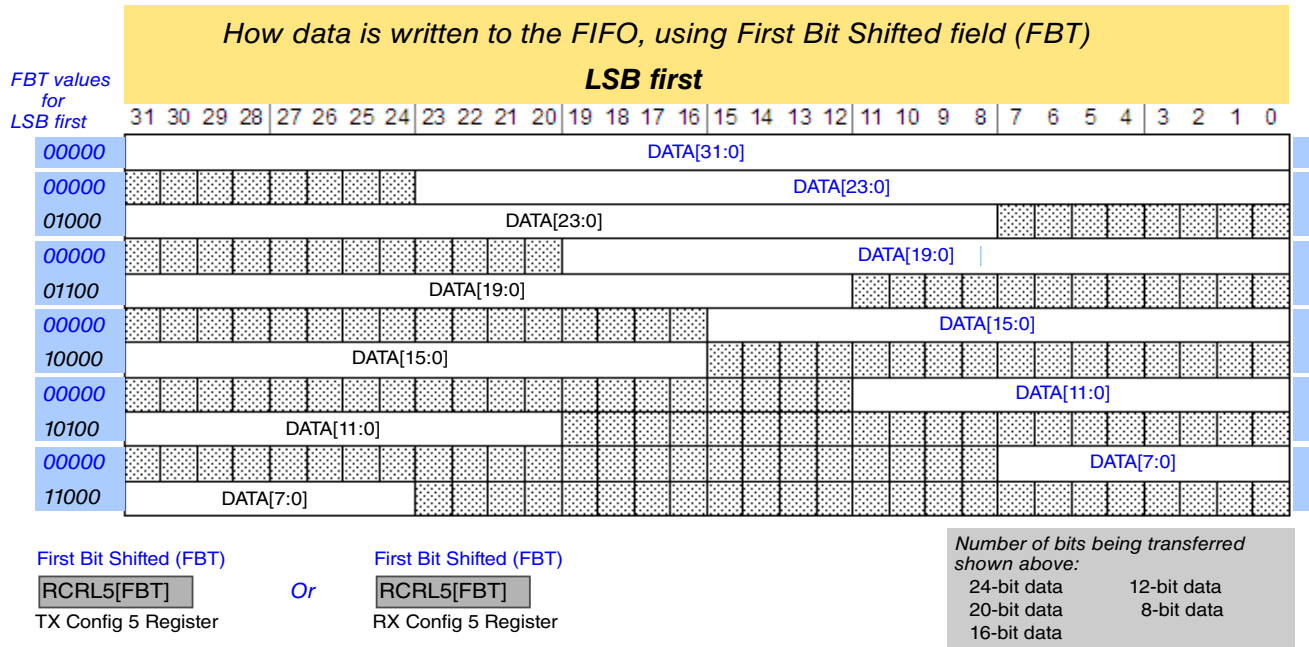 How data is written to the FIFO, using First Bit Shifted field (FBT)
LSB first
FBT values
for
LSB first
31 30 29 28 27 26 25 24 23 22 21 20 19 18 17 16 15 14 13 12 11 10 9 8 7 6 5 4 3 2 1 0
00000 DATA[31:0]
00000 DATA[23:0]
01000 DATA[23:0]
00000 DATA[19:0]
01100 DATA[19:0]
00000 DATA[15:0]
10000 DATA[15:0]
00000 DATA[11:0]
10100 DATA[11:0]
00000 DATA[7:0]
11000 DATA[7:0]
First Bit Shifted (FBT) First Bit Shifted (FBT)
RCRL5[FBT] Or RCRL5[FBT]
TX Config 5 Register RX Config 5 Register
Number of bits being transferred
shown above:
24-bit data 12-bit data
20-bit data 8-bit data
16-bit data